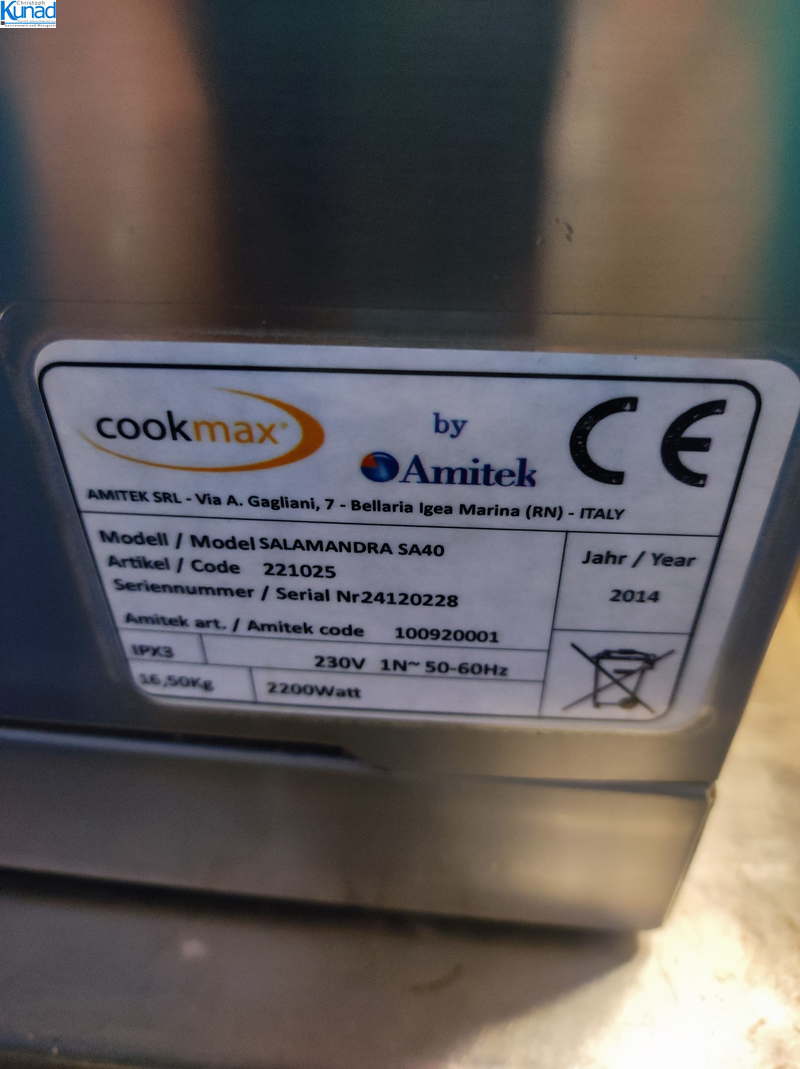 Christoph
Kunad
cookmax®
by
Amitek
CE
AMITEK SRL - Via A. Gagliani, 7 - Bellaria Igea Marina (RN) - ITALY
Modell / Model SALAMANDRA SA40
Artikel / Code 221025
Seriennummer / Serial Nr24120228
Amitek art. / Amitek code 100920001
Jahr / Year
2014
IPX3
230V 1N~ 50-60Hz
16,50Kg
2200Watt